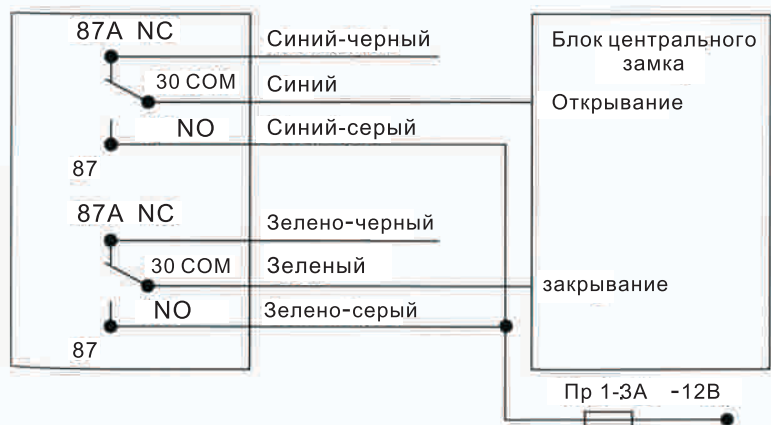 87A NC
Синий-черный
30 COM
Синий
NO
Синий-серый
87
87A NC
Зелено-черный
30 COM
Зеленый
NO
Зелено-серый
87
Блок центрального
замка
Открывание
закрывание
Пр 1-3А -12В